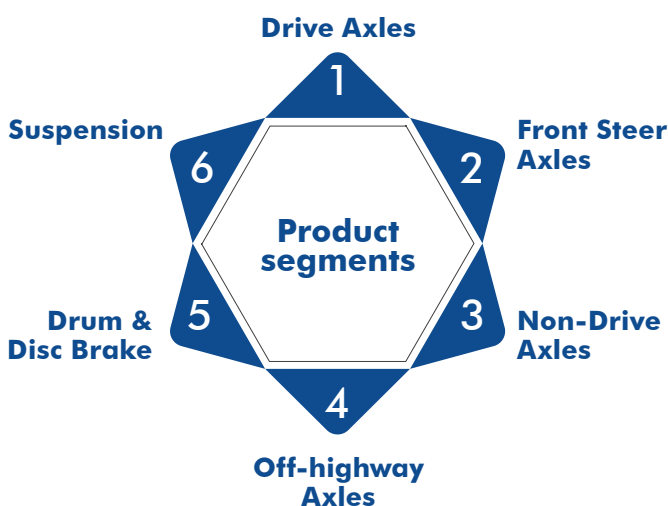 Drive Axles
1
Front Steer
Axles
2
Non-Drive
Axles
3
4
Off-highway
Axles
5
Drum &
Disc Brake
6
Suspension
Product
segments